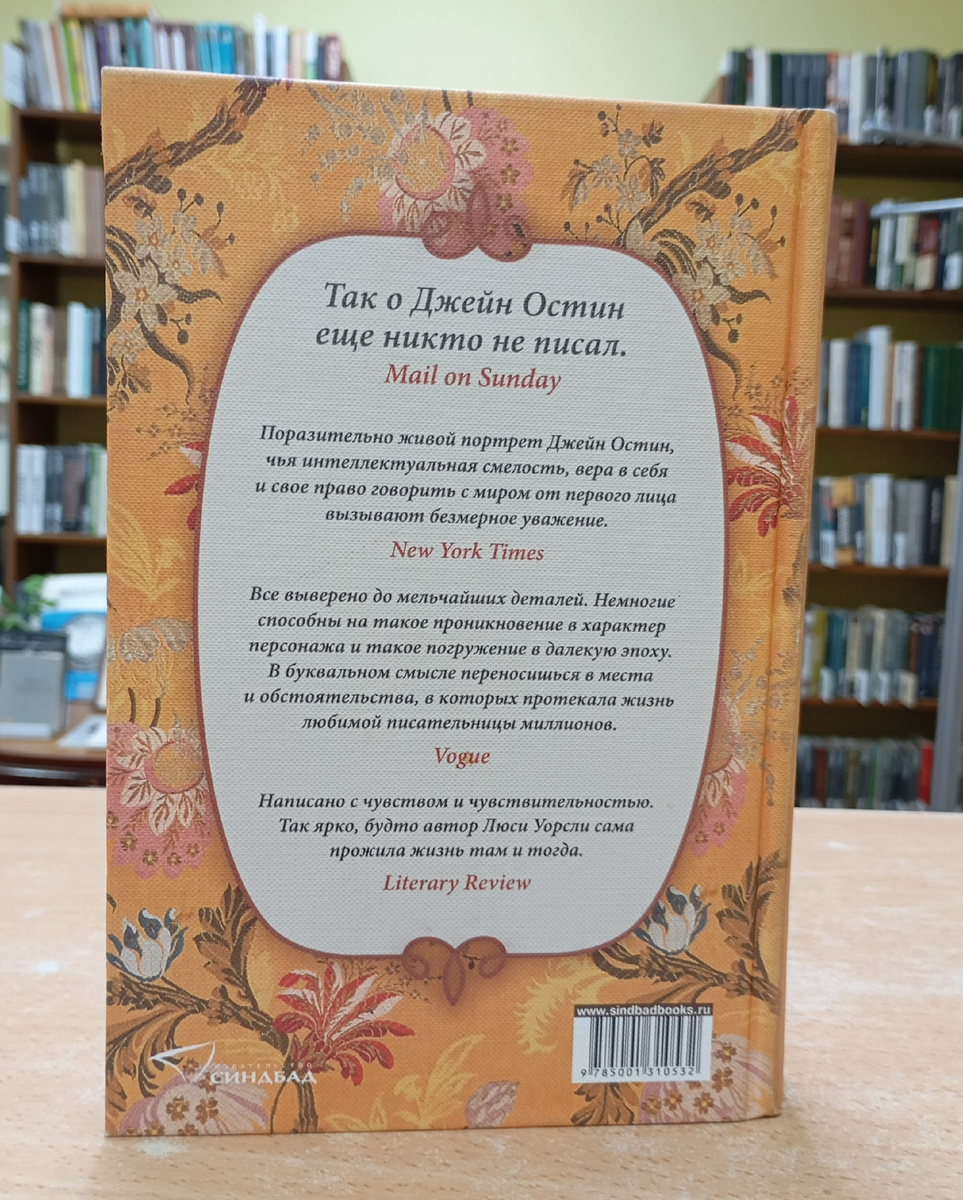 Так о Джейн Остин
еще никто не писал.
Mail on Sunday
Поразительно живой портрет Джейн Остин,
чья интеллектуальная смелость, вера в себя
и свое право говорить с миром от первого лица
вызывают безмерное уважение.
New York Times
Все выверено до мельчайших деталей. Немногие
способны на такое проникновение в характер
персонажа и такое погружение в далекую эпоху.
В буквальном смысле переносишься в места
и обстоятельства, в которых протекала жизнь
любимой писательницы миллионов.
Vogue
Написано с чувством и чувствительностью.
Так ярко, будто автор Люси Уорсли сама
прожила жизнь там и тогда.
Literary Review
www.sindbadbooks.ru
9 785001 310532
ИЗДАТЕЛЬСТВО
СИНДБАД